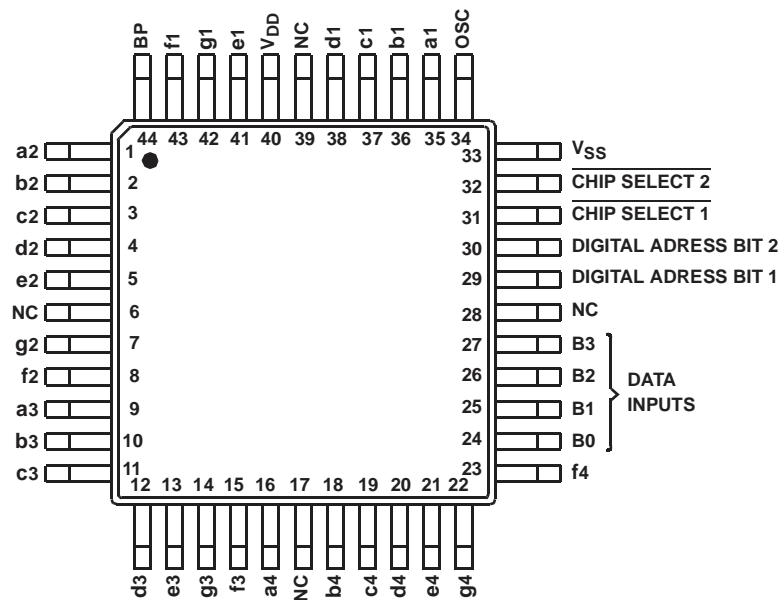 BP f1 g1 e1 VDD NC d1 c1 b1 a1 OSC
44 43 42 41 40 39 38 37 36 35 34
a2 1 33 VSS
b2 2 32 CHIP SELECT 2
c2 3 31 CHIP SELECT 1
d2 4 30 DIGITAL ADRESS BIT 2
e2 5 29 DIGITAL ADRESS BIT 1
NC 6 28 NC
g2 7 27 B3
f2 8 26 B2
a3 9 25 B1
b3 10 24 B0
DATA
INPUTS
c3 11 23 f4
12 13 14 15 16 17 18 19 20 21 22
d3 e3 g3 f3 a4 NC b4 c4 d4 e4 g4